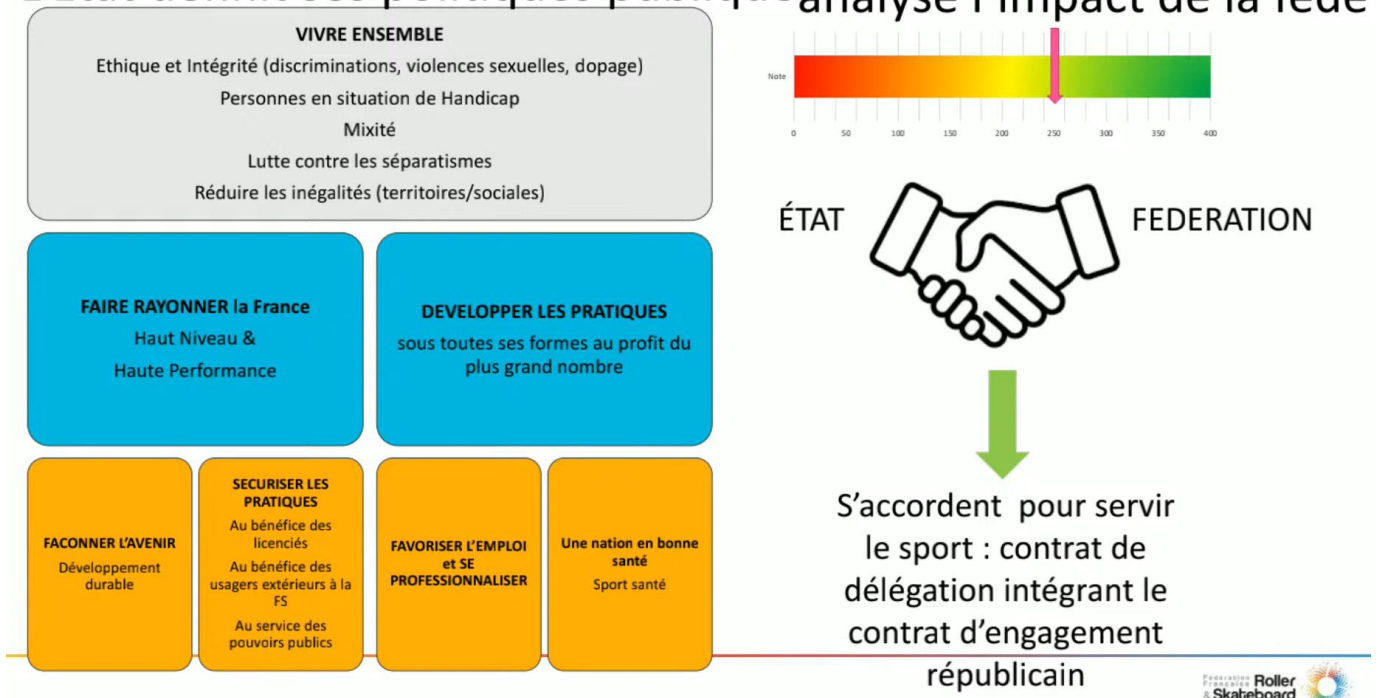 VIVRE ENSEMBLE
Ethique et Intégrité (discriminations, violences sexuelles, dopage)
Personnes en situation de Handicap
Mixité
Lutte contre les séparatismes
Réduire les inégalités (territoires/sociales)
FAIRE RAYONNER la France
Haut Niveau &
Haute Performance
DEVELOPPER LES PRATIQUES
sous toutes ses formes au profit du
plus grand nombre
FACONNER L'AVENIR
Développement
durable
SECURISER LES
PRATIQUES
Au bénéfice des
licenciés
Au bénéfice des
usagers extérieurs à la
FS
Au service des
pouvoirs publics
FAVORISER L'EMPLOI
et SE
PROFESSIONNALISER
Une nation en bonne
santé
Sport santé
analyse l'impact de la
Note
0 50 100 150 200 250 300 350 400
ÉTAT
FEDERATION
S'accordent pour servir
le sport : contrat de
délégation intégrant le
contrat d'engagement
républicain
Fédération
Française
Roller
& Skateboard